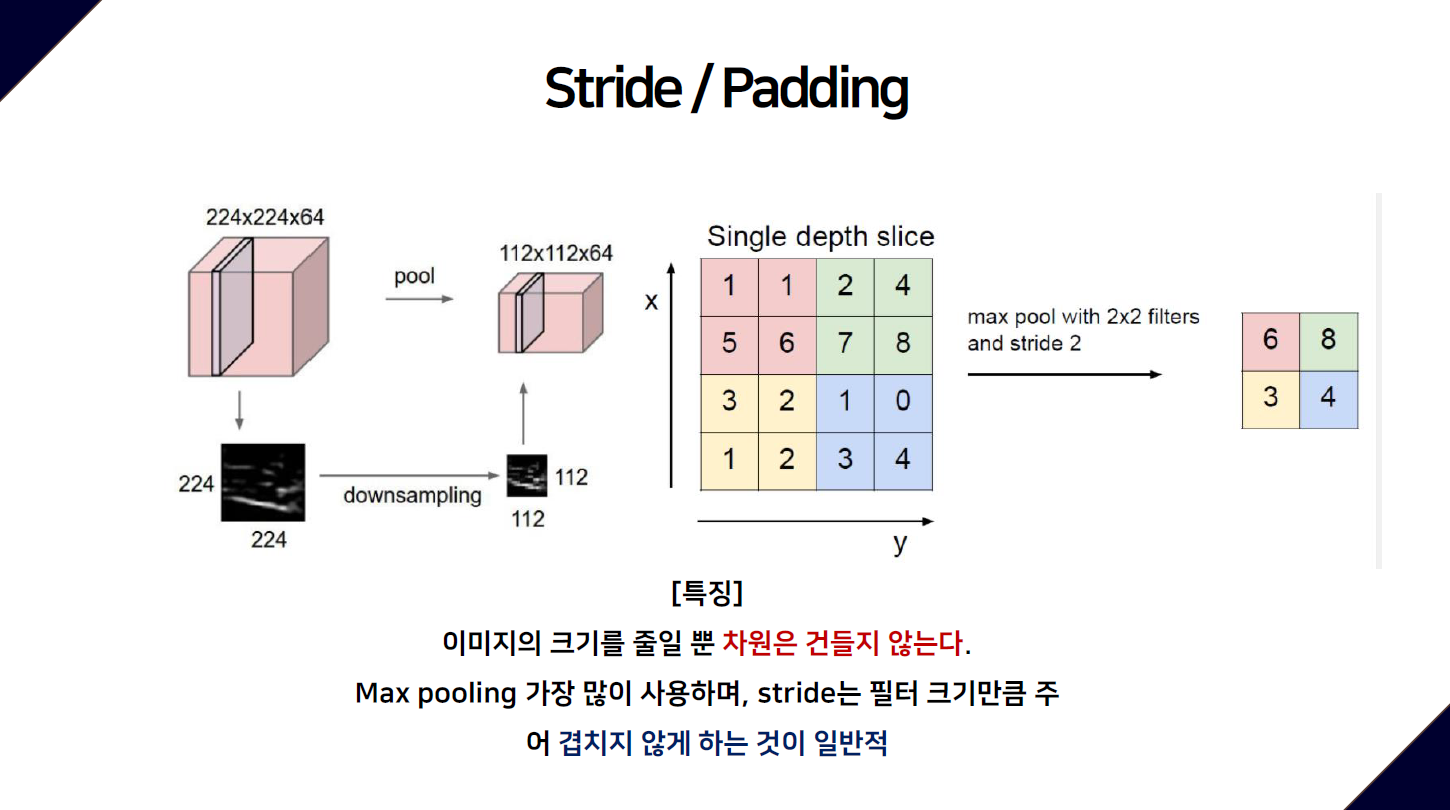 Stride / Padding
224x224x64
pool
112x112x64
224
224
downsampling
112
112
Single depth slice
x
1 1 2 4
5 6 7 8
3 2 1 0
1 2 3 4
y
max pool with 2x2 filters
and stride 2
6 8
3 4
[특징]
이미지의 크기를 줄일 뿐 차원은 건들지 않는다.
Max pooling 가장 많이 사용하며, stride는 필터 크기만큼 주
어 겹치지 않게 하는 것이 일반적